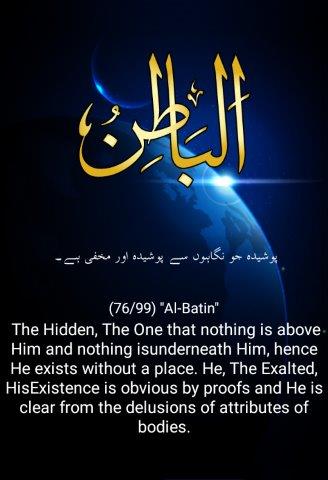 اَلْبَاطِنُ
پوشیدہ جو نگاہوں سے پوشیدہ اور مخفی ہے۔
(76/99) "Al-Batin"
The Hidden, The One that nothing is above
Him and nothing isunderneath Him, hence
He exists without a place. He, The Exalted,
HisExistence is obvious by proofs and He is
clear from the delusions of attributes of
bodies.